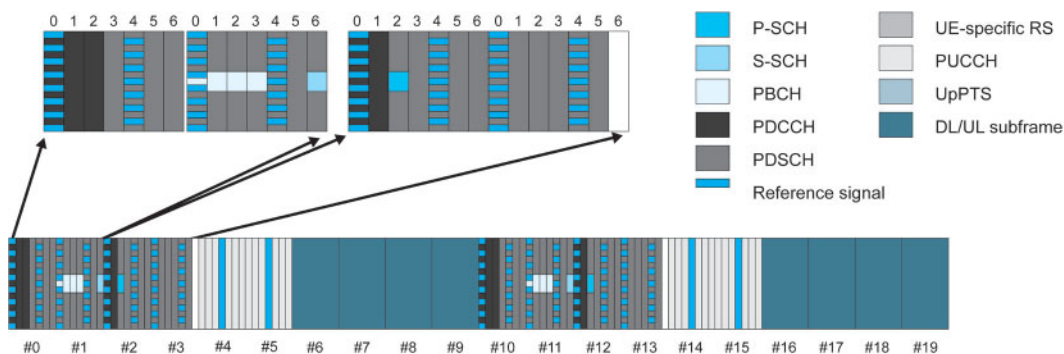 0 1 2 3 4 5 6 0 1 2 3 4 5 6 0 1 2 3 4 5 6 0 1 2 3 4 5 6
P-SCH
S-SCH
PBCH
PDCCH
PDSCH
Reference signal
UE-specific RS
PUCCH
UpPTS
DL/UL subframe
#0 #1 #2 #3 #4 #5 #6 #7 #8 #9 #10 #11 #12 #13 #14 #15 #16 #17 #18 #19